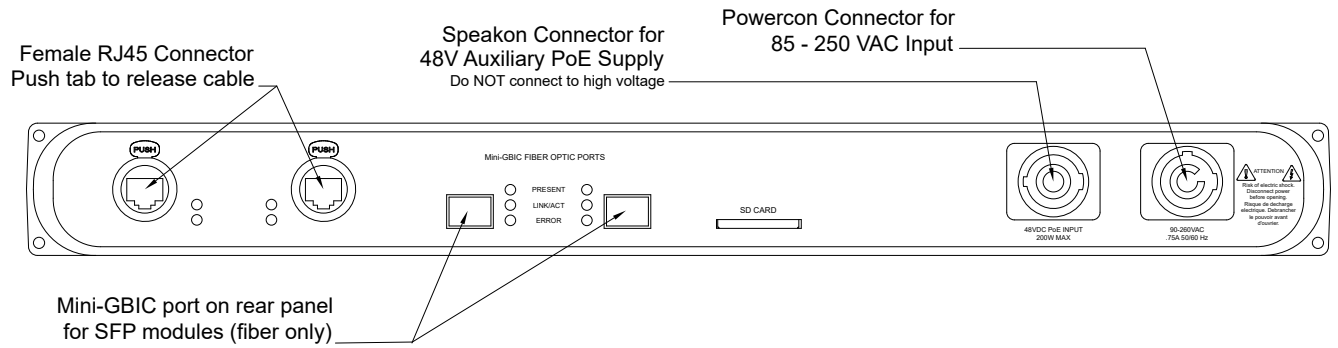 Powercon Connector for
85 - 250 VAC Input
Speakon Connector for
48V Auxiliary PoE Supply
Do NOT connect to high voltage
Female RJ45 Connector
Push tab to release cable
PUSH
PUSH
Mini-GBIC FIBER OPTIC PORTS
PRESENT
LINK/ACT
ERROR
SD CARD
48VDC PoE INPUT
200W MAX
90-260VAC
.75A 50/60 Hz
ATTENTION
Risk of electric shock.
Disconnect power
before opening.
Risque de decharge
electrique. Debrancher
le pouvoir avant
d'ouvrier.
Mini-GBIC port on rear panel
for SFP modules (fiber only)